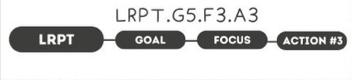 LRPT.G5.F3.A3
LRPT GOAL FOCUS ACTION #3